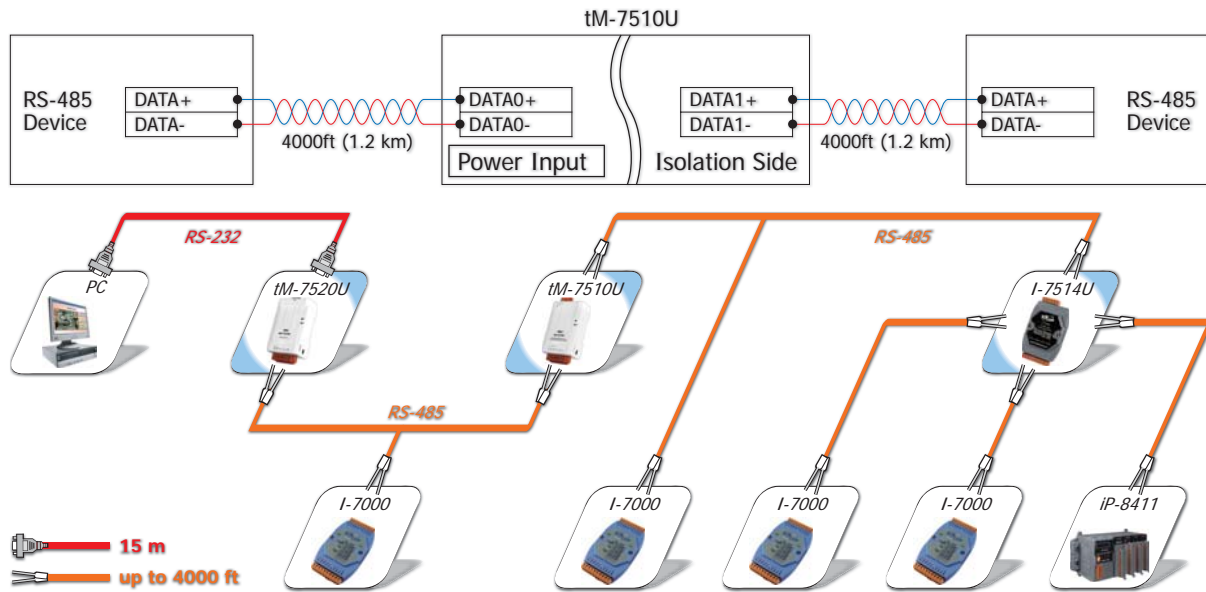 tM-7510U
RS-485
Device
DATA+
DATA-
4000ft (1.2 km)
DATA0+
DATA0-
Power Input
DATA1+
DATA1-
Isolation Side
4000ft (1.2 km)
DATA+
DATA-
RS-485
Device
RS-232
RS-485
PC
tM-7520U
tM-7510U
I-7514U
RS-485
I-7000
I-7000
I-7000
I-7000
iP-8411
15 m
up to 4000 ft